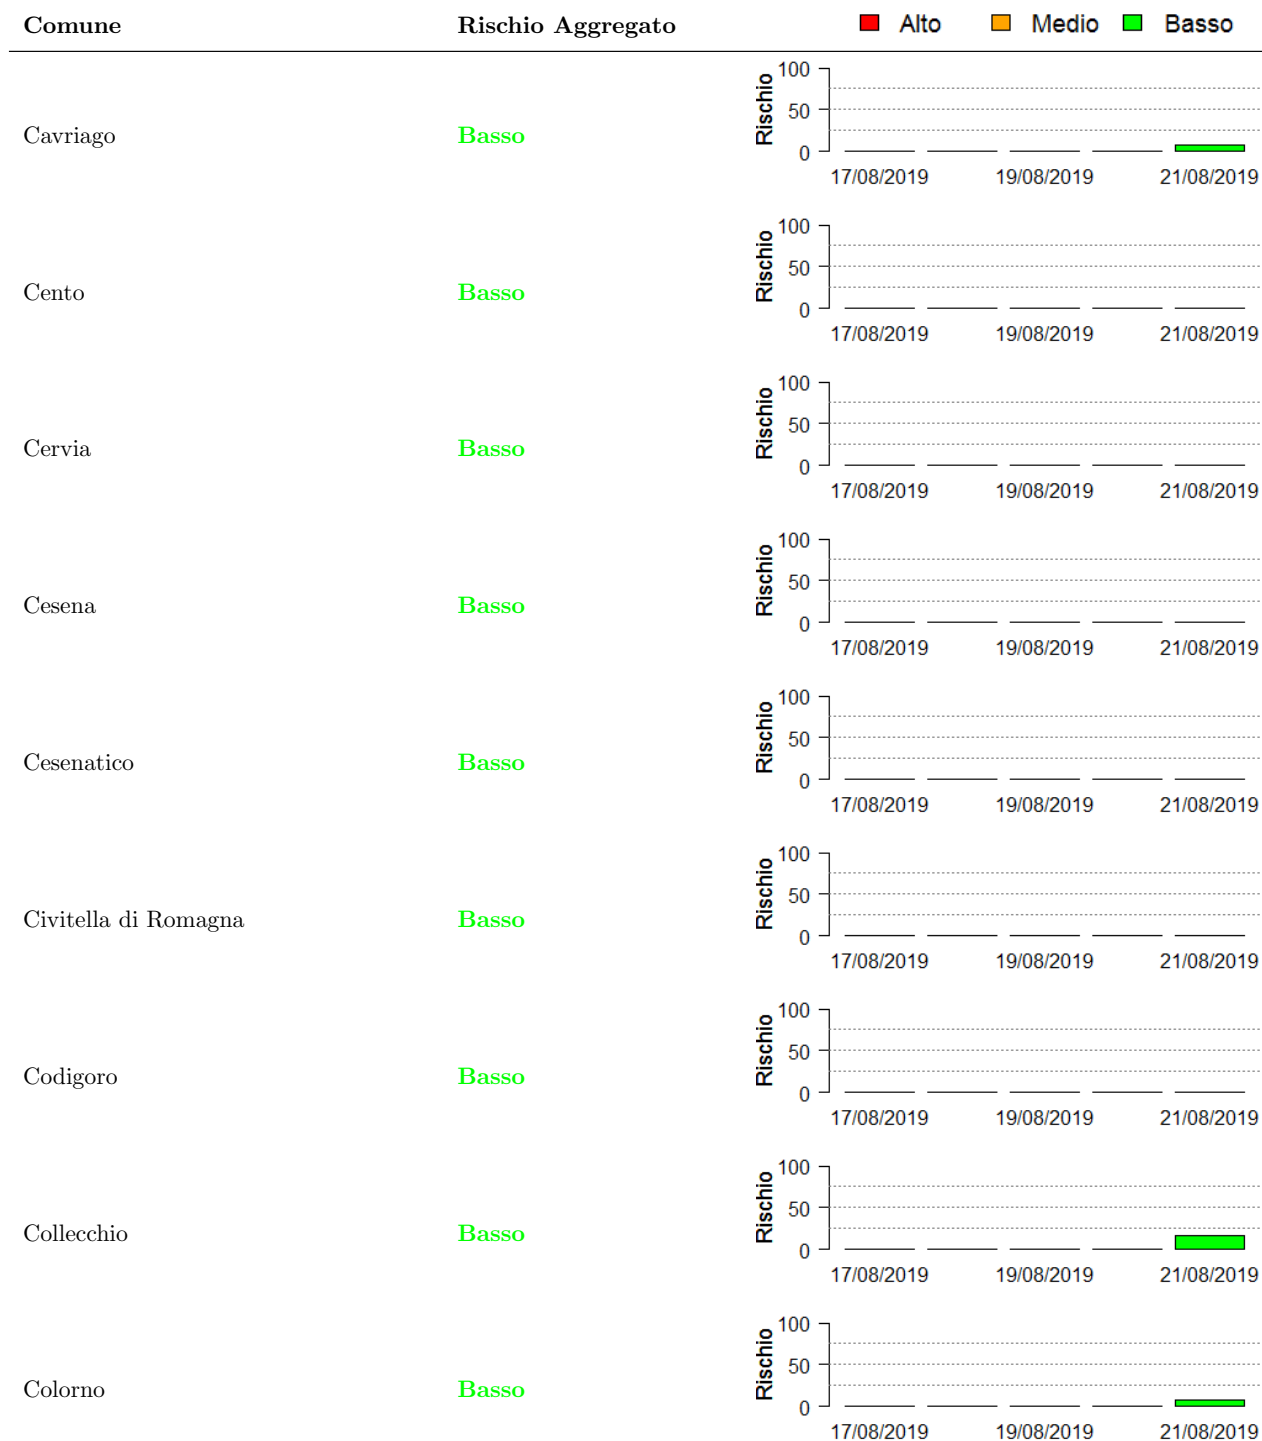 Comune Rischio Aggregato Alto Medio Basso
Cavriago Basso
Rischio
100
50
0
17/08/2019 19/08/2019 21/08/2019
Cento Basso
Rischio
100
50
0
17/08/2019 19/08/2019 21/08/2019
Cervia Basso
Rischio
100
50
0
17/08/2019 19/08/2019 21/08/2019
Cesena Basso
Rischio
100
50
0
17/08/2019 19/08/2019 21/08/2019
Cesenatico Basso
Rischio
100
50
0
17/08/2019 19/08/2019 21/08/2019
Civitella di Romagna Basso
Rischio
100
50
0
17/08/2019 19/08/2019 21/08/2019
Codigoro Basso
Rischio
100
50
0
17/08/2019 19/08/2019 21/08/2019
Collecchio Basso
Rischio
100
50
0
17/08/2019 19/08/2019 21/08/2019
Colorno Basso
Rischio
100
50
0
17/08/2019 19/08/2019 21/08/2019